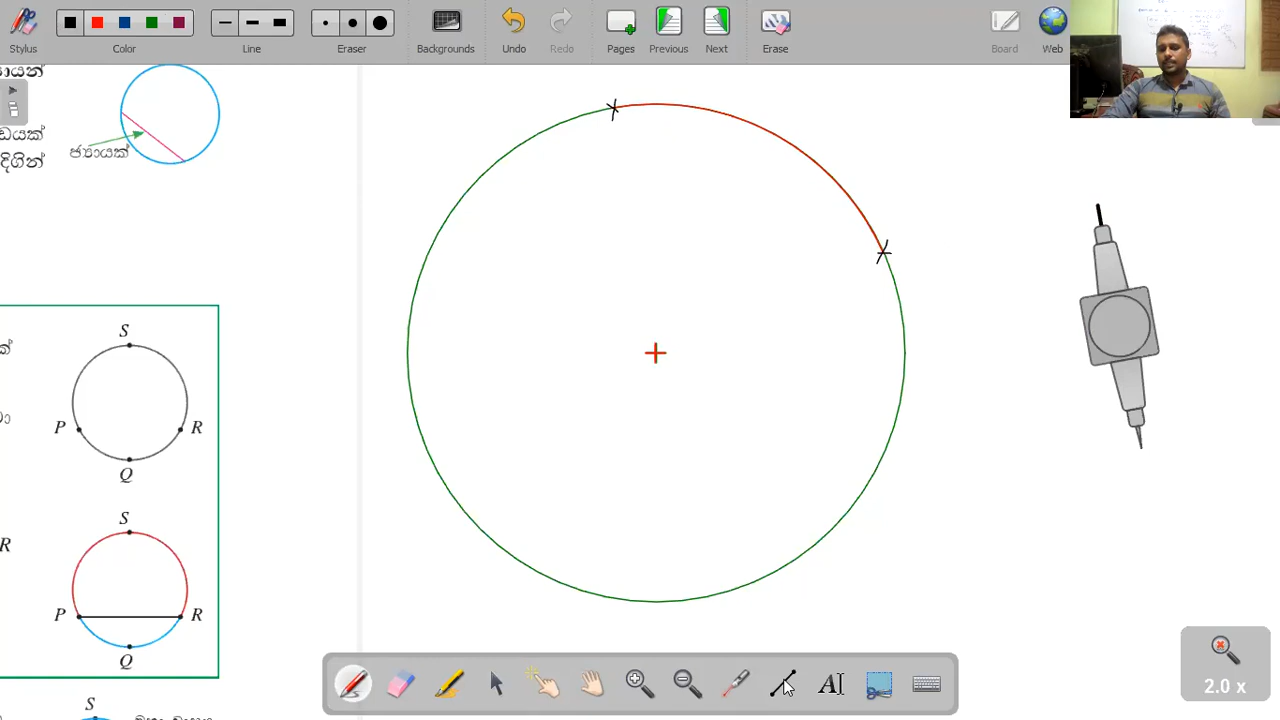 Stylus
Color
Line
Eraser
Backgrounds
Undo
Redo
Pages
Previous
Next
Erase
Board
Web
ජ්‍යායක්
දිගින්
S
P
R
Q
S
R
P
R
Q
S
2.0 x